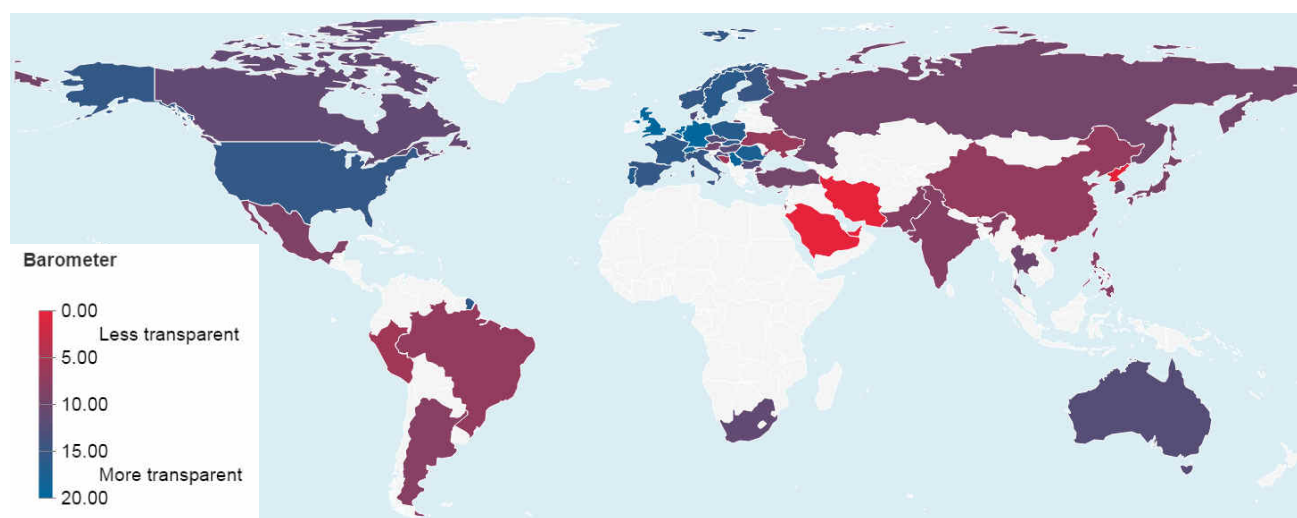 Barometer
0.00
Less transparent
5.00
10.00
15.00
More transparent
20.00